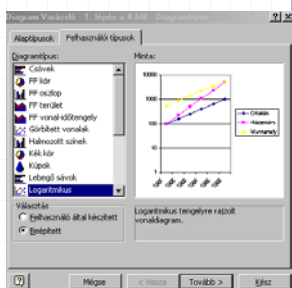 Diagram Varázsló - 1. lépés a 4-ből - Diagramtípus
Alaptípusok
Felhasználói típusok
Diagramtípus:
Minta:
Csövek
FF kör
FF oszlop
FF terület
FF vonal-időtengely
Görbített vonalak
Halmozott színek
Kék kör
Kúpok
Lebegő sávok
Logaritmikus
10000
1000
100
10
1
Választás
Felhasználó által készített
Beépített
Logaritmikus tengelyre rajzolt
vonaldiagram.
Mégse
< Vissza
Tovább >
Kész